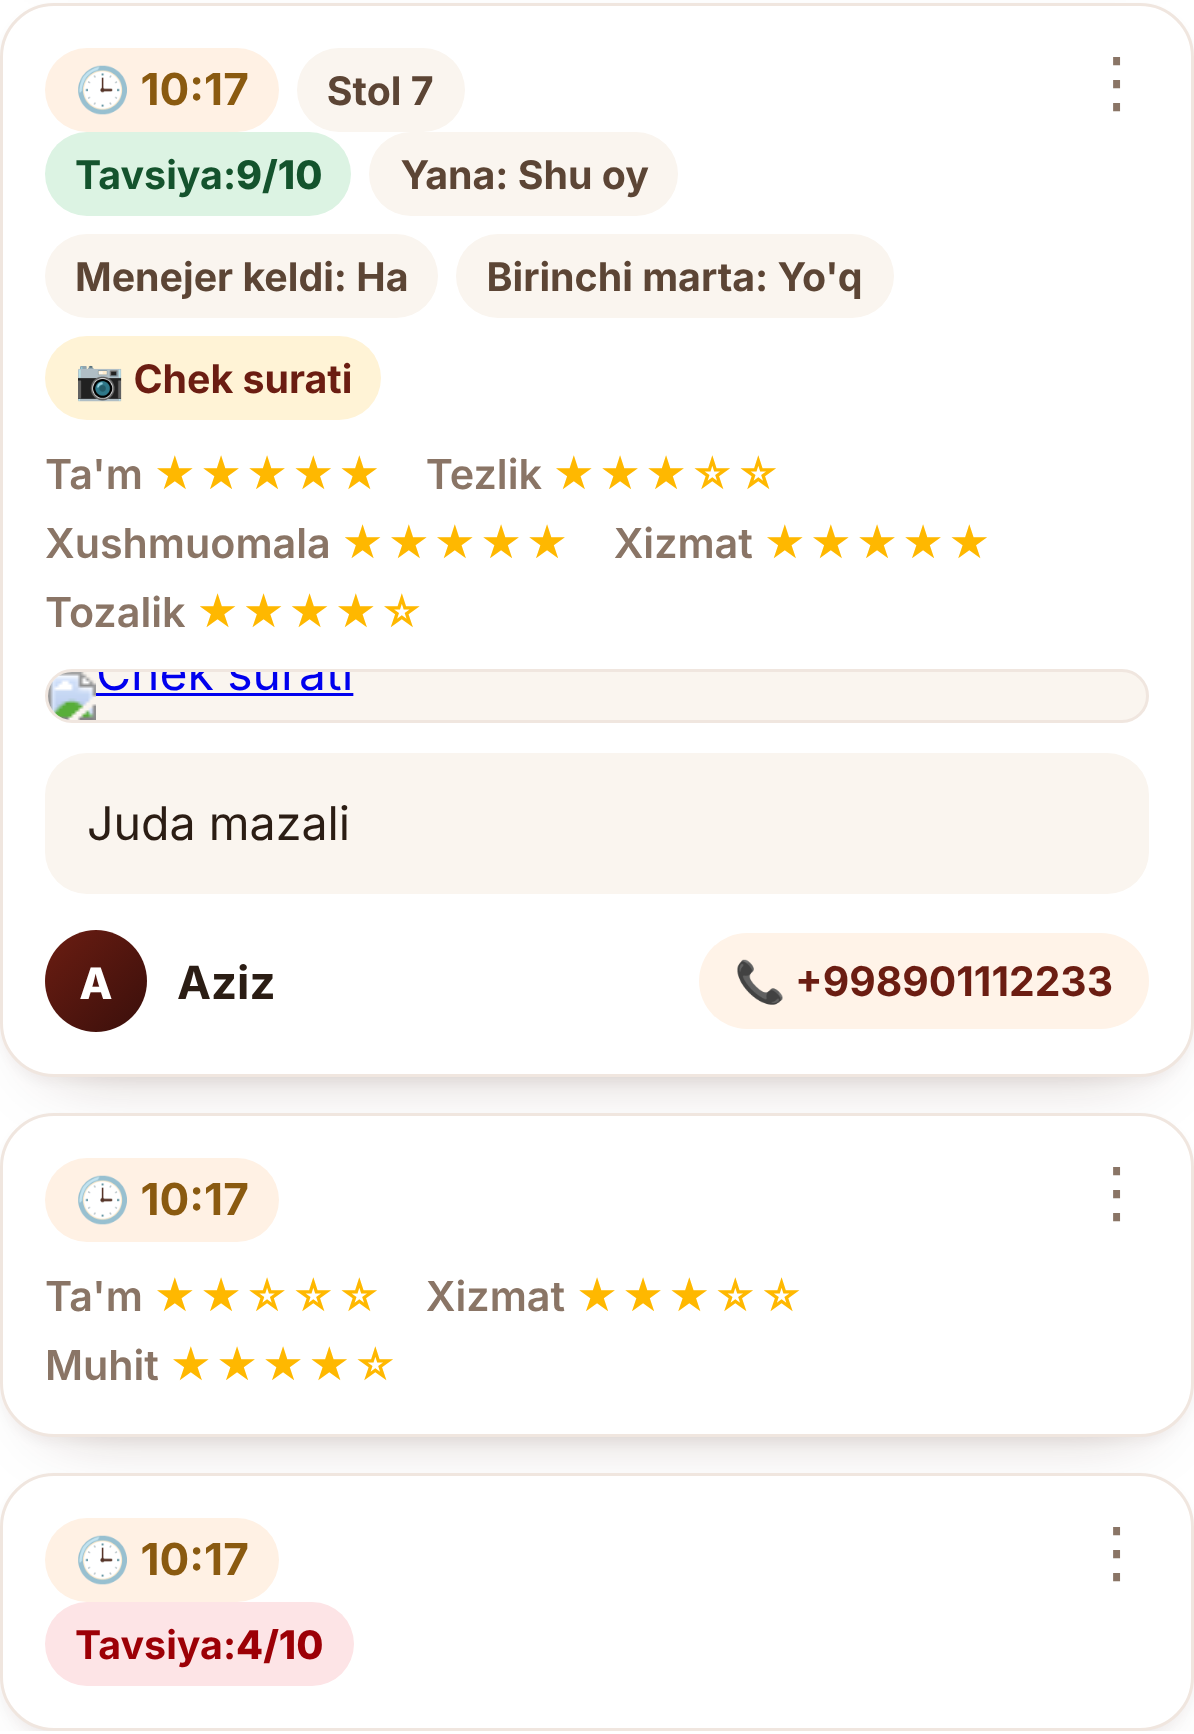 🕒 10:17 Stol 7
Tavsiya:9/10 Yana: Shu oy
Menejer keldi: Ha Birinchi marta: Yo'q
📷 Chek surati
Ta'm ★★★★★ Tezlik ★★★☆☆
Xushmuomala ★★★★★ Xizmat ★★★★★
Tozalik ★★★★☆
Chek surati
Juda mazali
A Aziz 📞 +998901112233
🕒 10:17
Ta'm ★★☆☆☆ Xizmat ★★★☆☆
Muhit ★★★★☆
🕒 10:17
Tavsiya:4/10